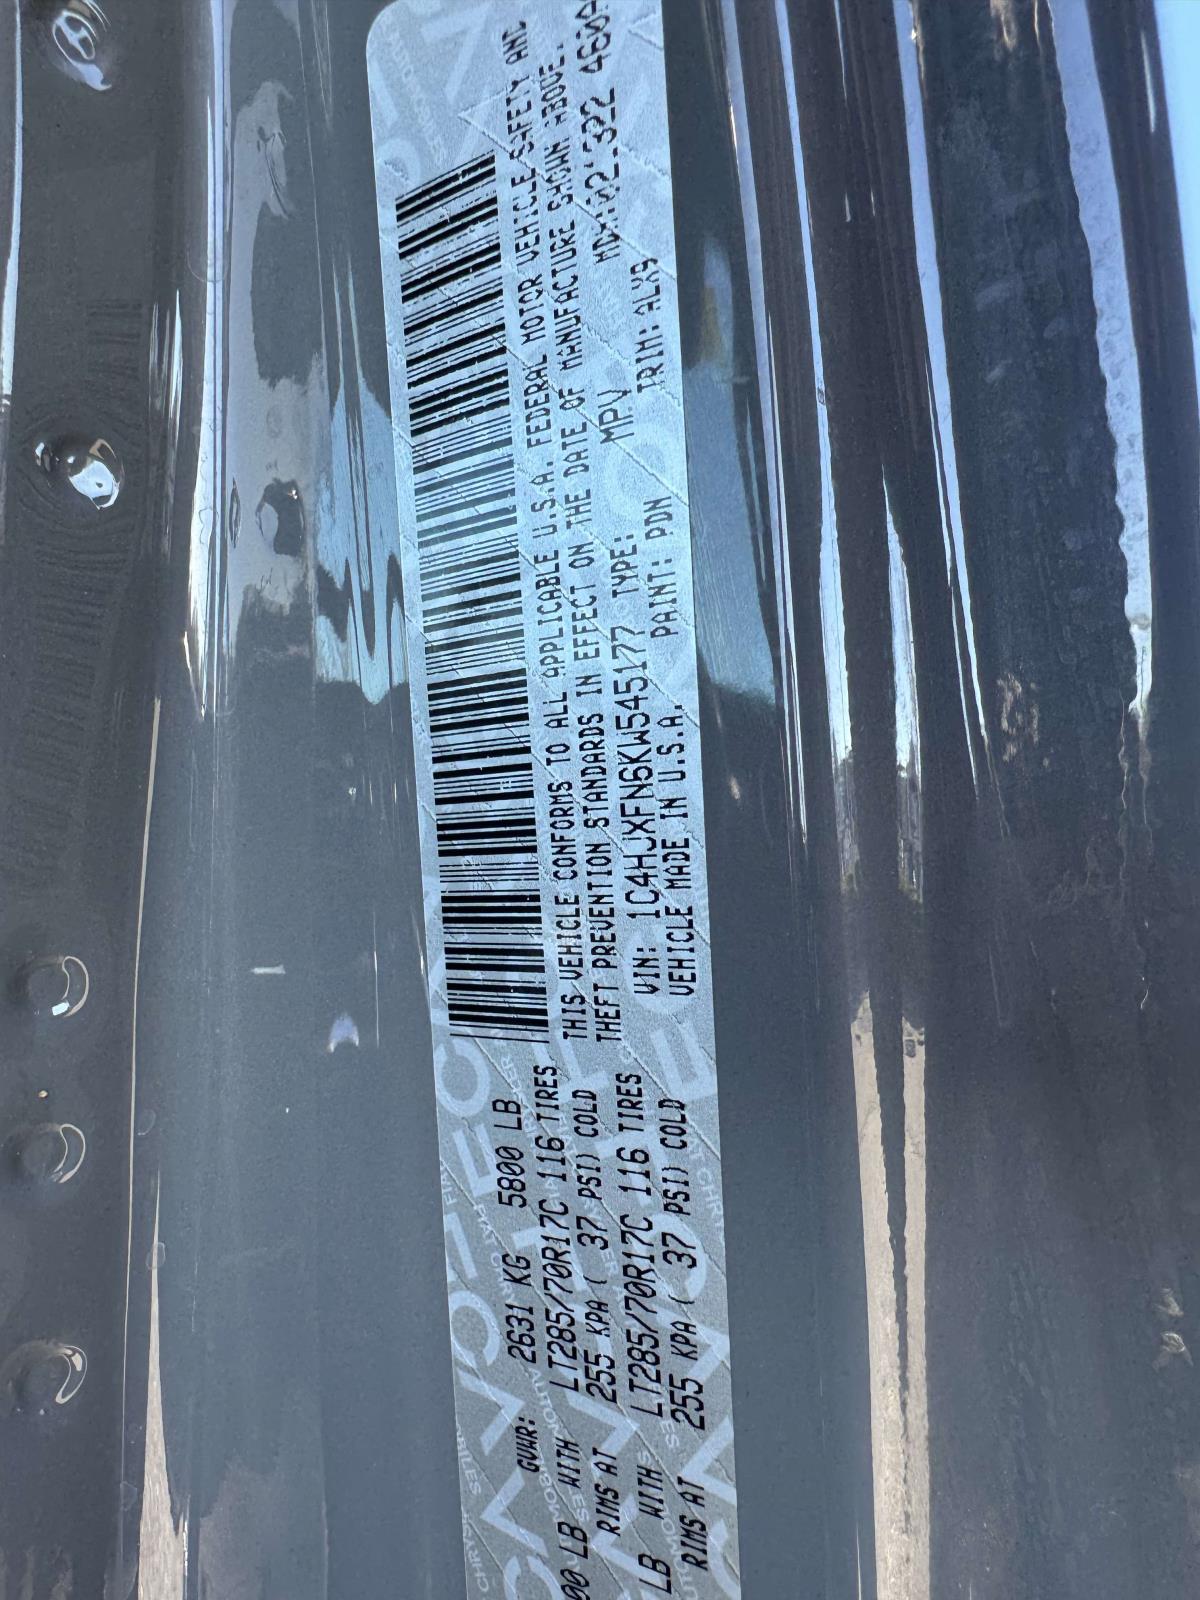 GVWR: 2631 KG 5800 LB
00 LB WITH LT285/70R17C 116 TIRES
RIMS AT 255 KPA ( 37 PSI) COLD
LB WITH LT285/70R17C 116 TIRES
RIMS AT 255 KPA ( 37 PSI) COLD
THIS VEHICLE CONFORMS TO ALL APPLICABLE U.S.A. FEDERAL MOTOR VEHICLE SAFETY AND
THEFT PREVENTION STANDARDS IN EFFECT ON THE DATE OF MANUFACTURE SHOWN ABOVE.
VIN: 1C4HJXFN6KW545177 TYPE: MPV
VEHICLE MADE IN U.S.A. PAINT: PDN TRIM: ALX9